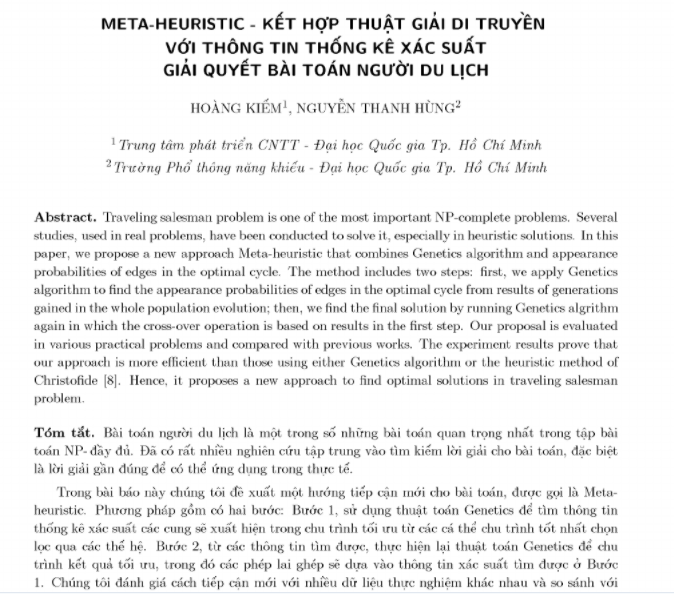 META-HEURISTIC - KẾT HỢP THUẬT GIẢI DI TRUYỀN
VỚI THÔNG TIN THỐNG KÊ XÁC SUẤT
GIẢI QUYẾT BÀI TOÁN NGƯỜI DU LỊCH
HOÀNG KIẾM¹, NGUYỄN THANH HÙNG²
¹ Trung tâm phát triển CNTT - Đại học Quốc gia Tp. Hồ Chí Minh
² Trường Phổ thông năng khiếu - Đại học Quốc gia Tp. Hồ Chí Minh
Abstract. Traveling salesman problem is one of the most important NP-complete problems. Several
studies, used in real problems, have been conducted to solve it, especially in heuristic solutions. In this
paper, we propose a new approach Meta-heuristic that combines Genetics algorithm and appearance
probabilities of edges in the optimal cycle. The method includes two steps: first, we apply Genetics
algorithm to find the appearance probabilities of edges in the optimal cycle from results of generations
gained in the whole population evolution; then, we find the final solution by running Genetics algrithm
again in which the cross-over operation is based on results in the first step. Our proposal is evaluated
in various practical problems and compared with previous works. The experiment results prove that
our approach is more efficient than those using either Genetics algorithm or the heuristic method of
Christofide [8]. Hence, it proposes a new approach to find optimal solutions in traveling salesman
problem.
Tóm tắt. Bài toán người du lịch là một trong số những bài toán quan trọng nhất trong tập bài
toán NP- đầy đủ. Đã có rất nhiều nghiên cứu tập trung vào tìm kiếm lời giải cho bài toán, đặc biệt
là lời giải gần đúng để có thể ứng dụng trong thực tế.
Trong bài báo này chúng tôi đề xuất một hướng tiếp cận mới cho bài toán, được gọi là Meta-
heuristic. Phương pháp gồm có hai bước: Bước 1, sử dụng thuật toán Genetics để tìm thông tin
thống kê xác suất các cung sẽ xuất hiện trong chu trình tối ưu từ các cá thể chu trình tốt nhất chọn
lọc qua các thế hệ. Bước 2, từ các thông tin tìm được, thực hiện lại thuật toán Genetics để chu
trình kết quả tối ưu, trong đó các phép lai ghép sẽ dựa vào thông tin xác suất tìm được ở Bước
1. Chúng tôi đánh giá cách tiếp cận mới với nhiều dữ liệu thực nghiệm khác nhau và so sánh với